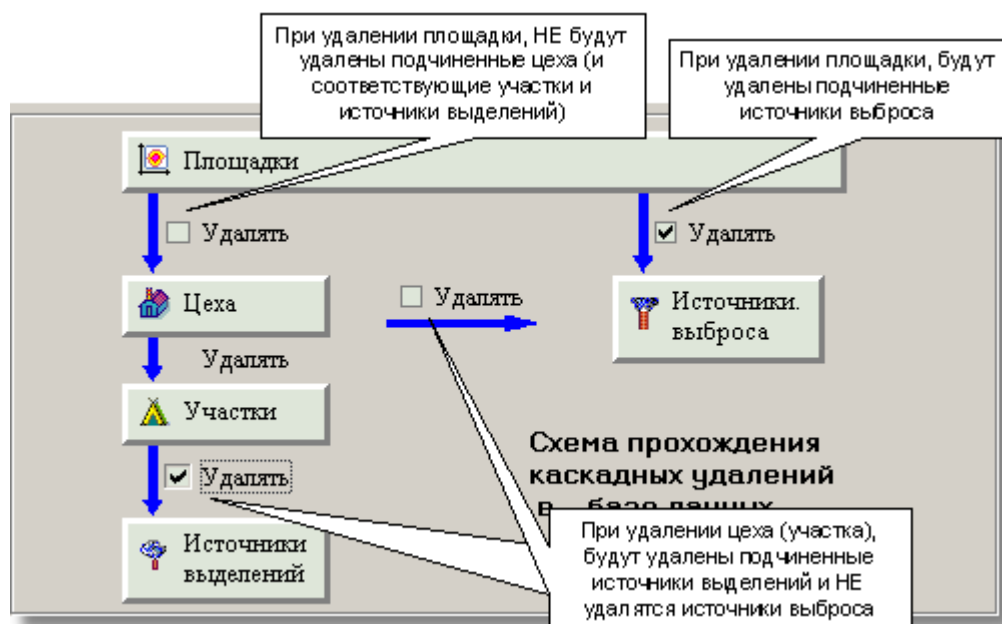 При удалении площадки, НЕ будут
удалены подчиненные цеха (и
соответствующие участки и
источники выделений)
При удалении площадки, будут
удалены подчиненные
источники выброса
Площадки
Удалять
Удалять
Цеха
Удалять
Источники.
выброса
Удалять
Участки
Удалять
Схема прохождения
каскадных удалений
в базе данных
Источники
выделений
При удалении цеха (участка),
будут удалены подчиненные
источники выделений и НЕ
удалятся источники выброса